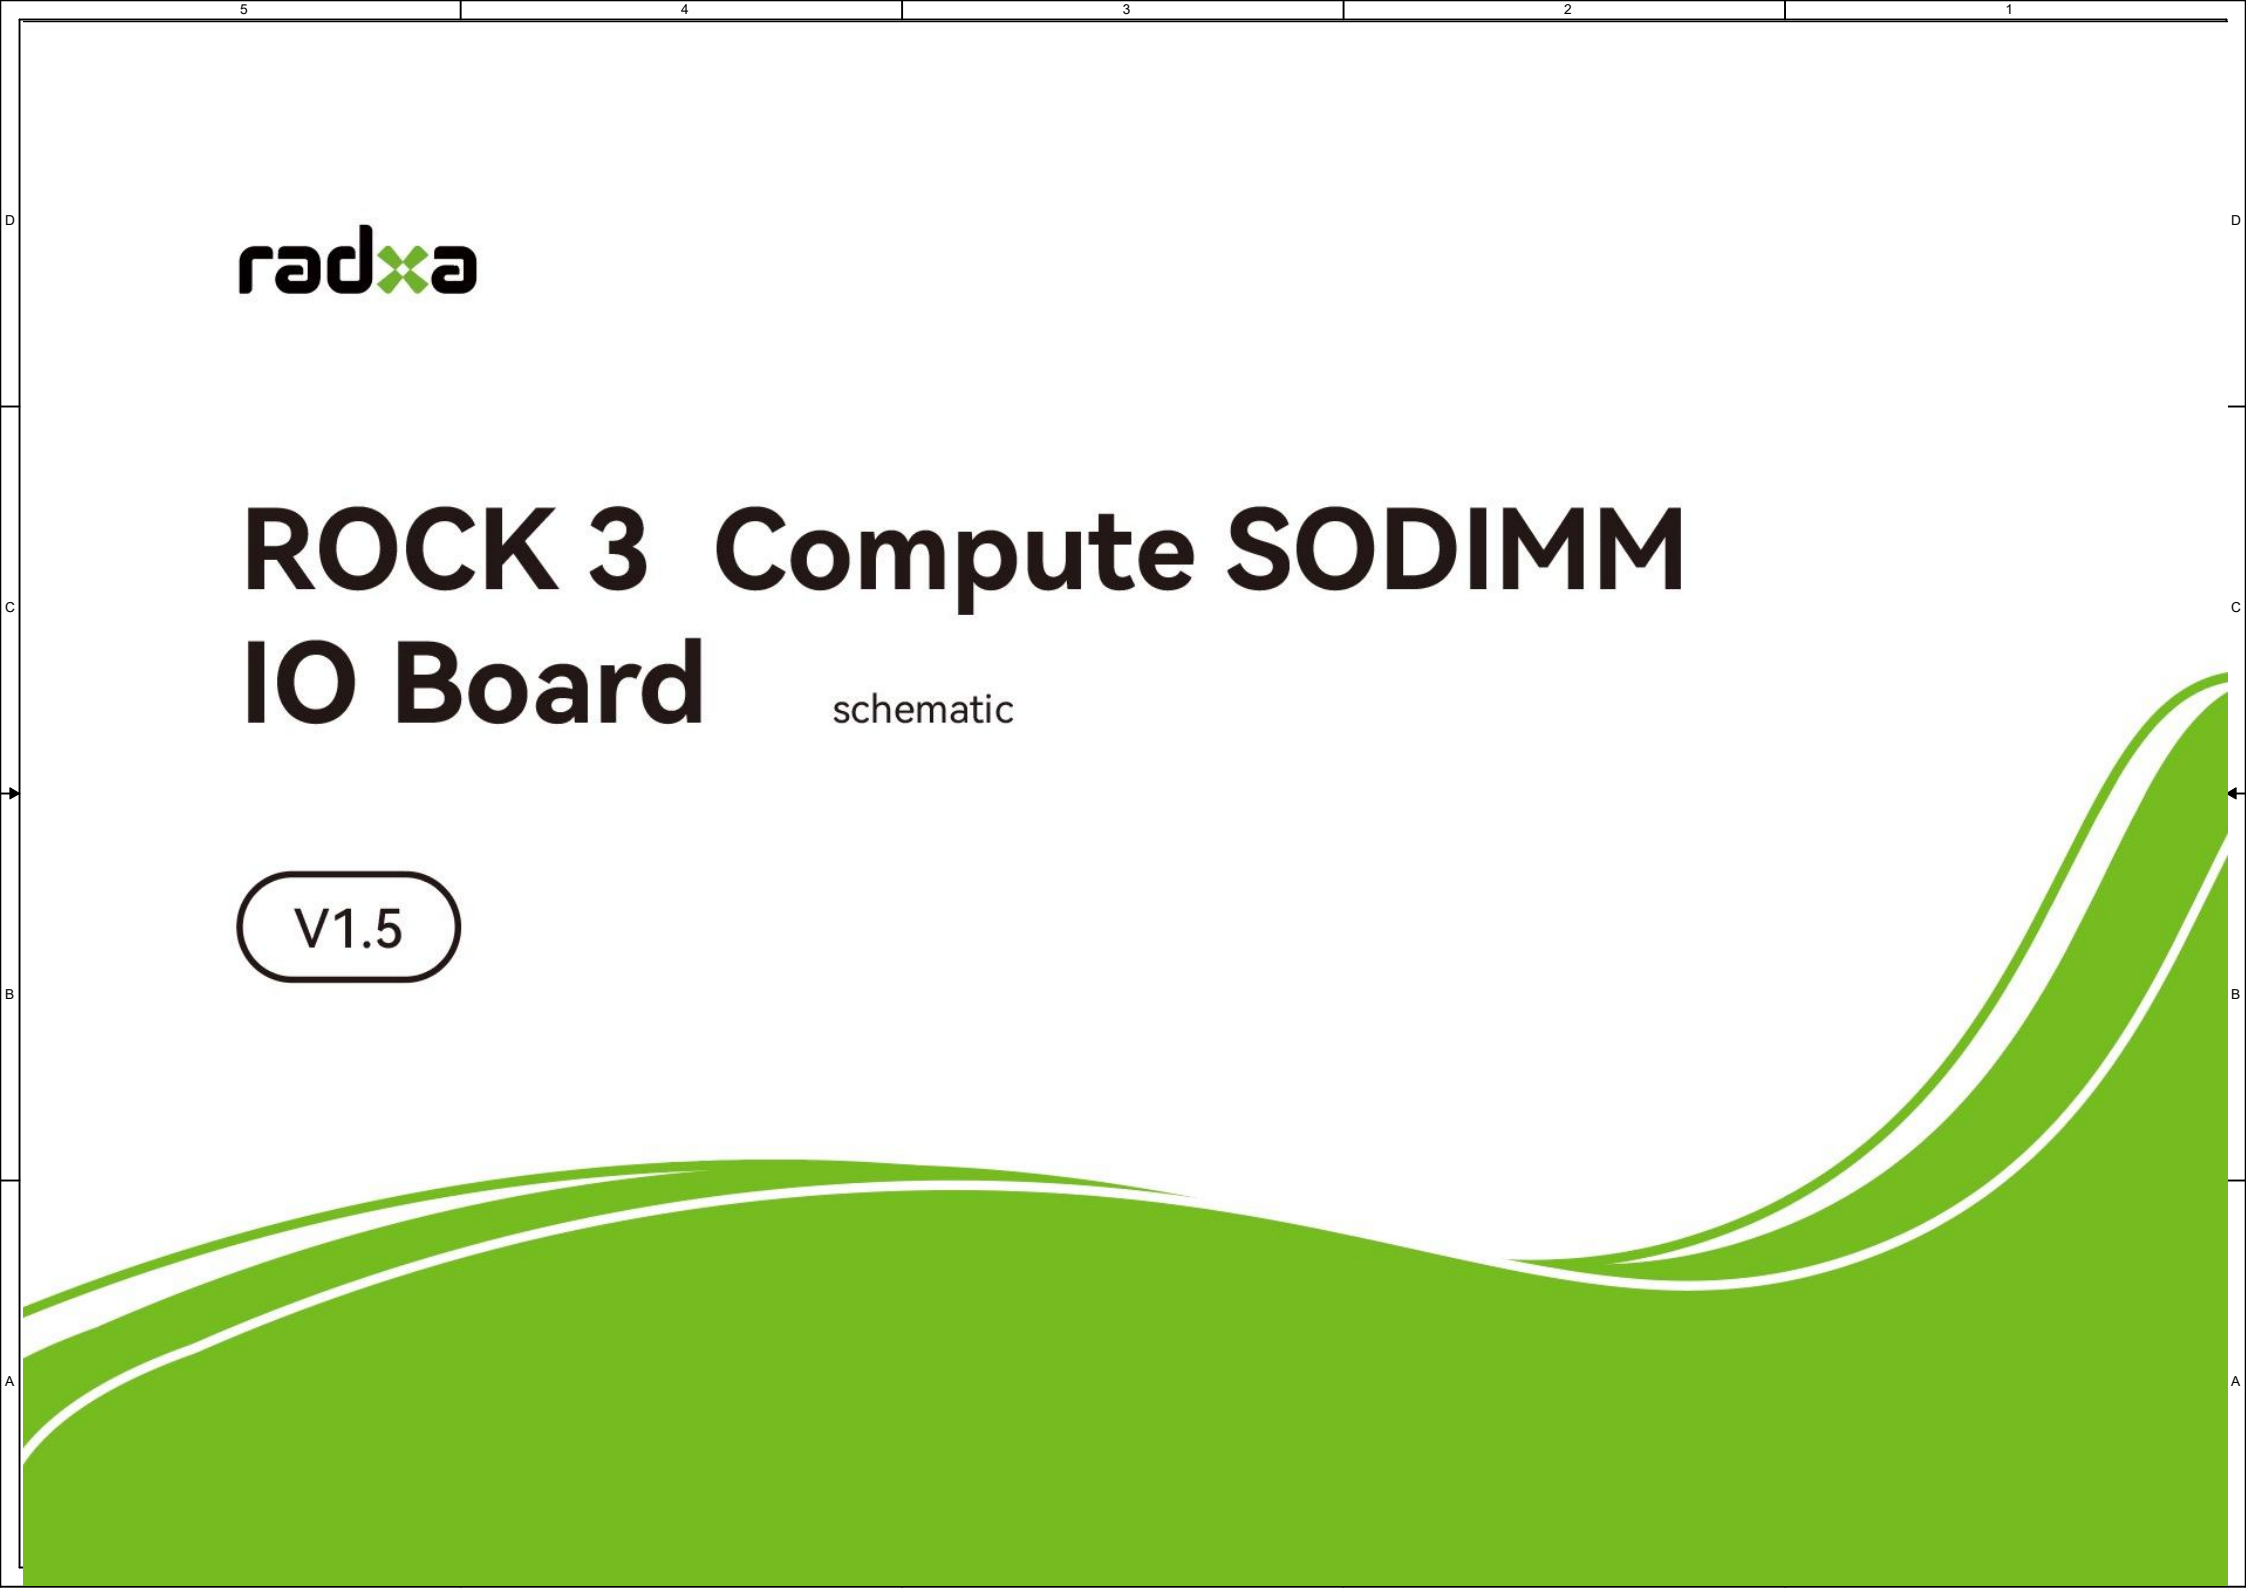 5 4 3 2 1
D D
radxa
ROCK 3 Compute SODIMM
C C
IO Board schematic
V1.5
B B
A A